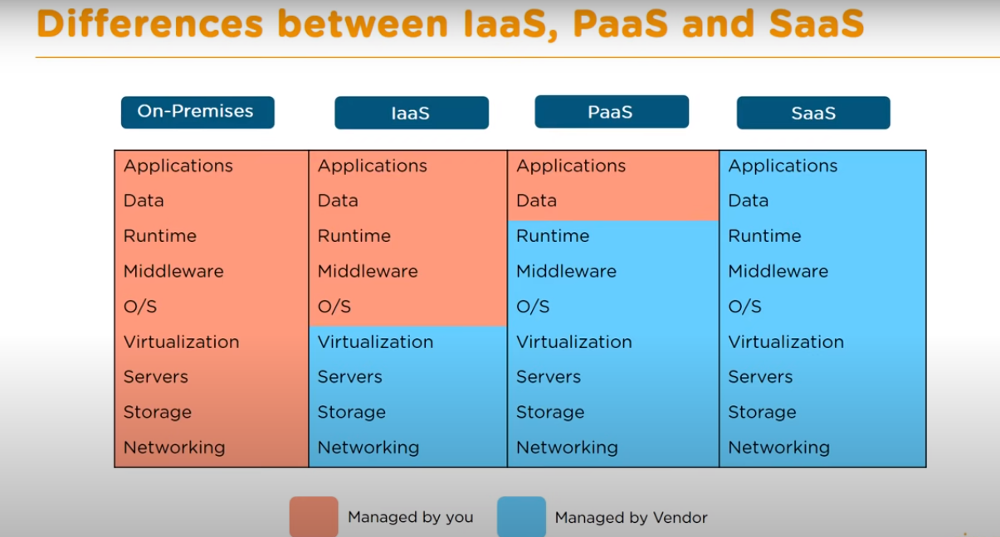 Differences between IaaS, PaaS and SaaS
On-Premises IaaS PaaS SaaS
Applications Applications Applications Applications
Data Data Data Data
Runtime Runtime Runtime Runtime
Middleware Middleware Middleware Middleware
O/S O/S O/S O/S
Virtualization Virtualization Virtualization Virtualization
Servers Servers Servers Servers
Storage Storage Storage Storage
Networking Networking Networking Networking
Managed by you Managed by Vendor